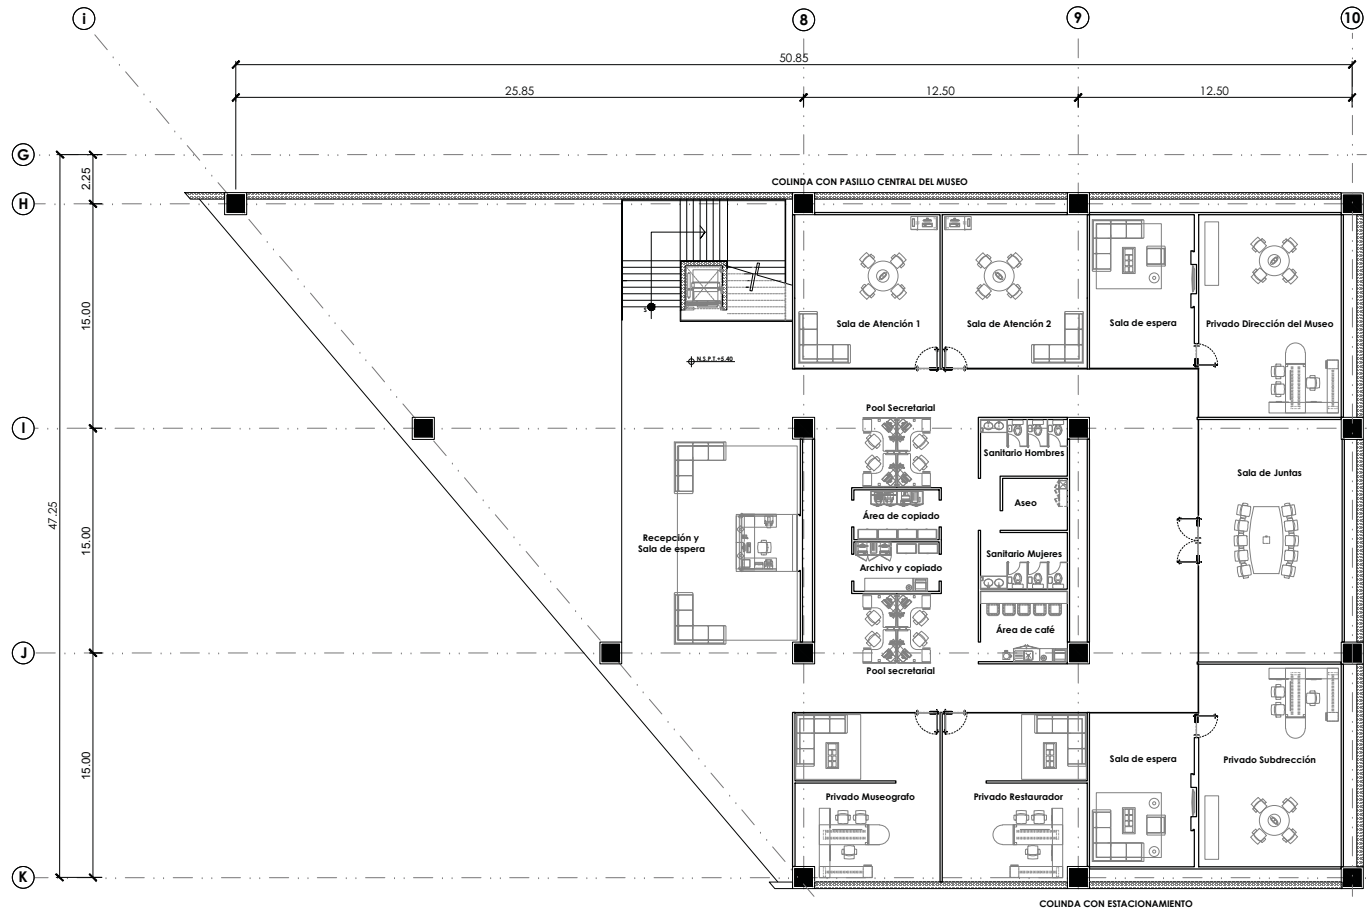 i
8
9
10
50.85
25.85
12.50
12.50
G
2.25
H
COLINDA CON PASILLO CENTRAL DEL MUSEO
15.00
Sala de Atención 1
Sala de Atención 2
Sala de espera
Privado Dirección del Museo
N.S.P.T.+5.40
Pool Secretarial
I
Sanitario Hombres
Sala de Juntas
Aseo
47.25
15.00
Área de copiado
Recepción y
Sala de espera
Sanitario Mujeres
Archivo y copiado
Área de café
J
Pool secretarial
15.00
Sala de espera
Privado Subdrección
Privado Museografo
Privado Restaurador
K
COLINDA CON ESTACIONAMIENTO